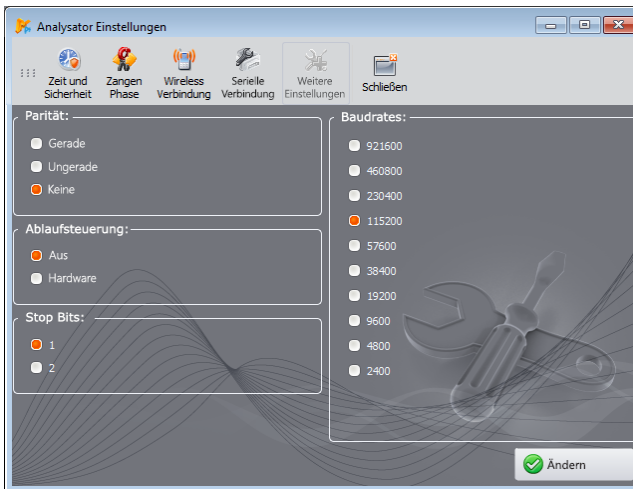 Analysator Einstellungen
Zeit und
Sicherheit
Zangen
Phase
Wireless
Verbindung
Serielle
Verbindung
Weitere
Einstellungen
Schließen
Parität:
Gerade
Ungerade
Keine
Ablaufsteuerung:
Aus
Hardware
Stop Bits:
1
2
Baudrates:
921600
460800
230400
115200
57600
38400
19200
9600
4800
2400
Ändern